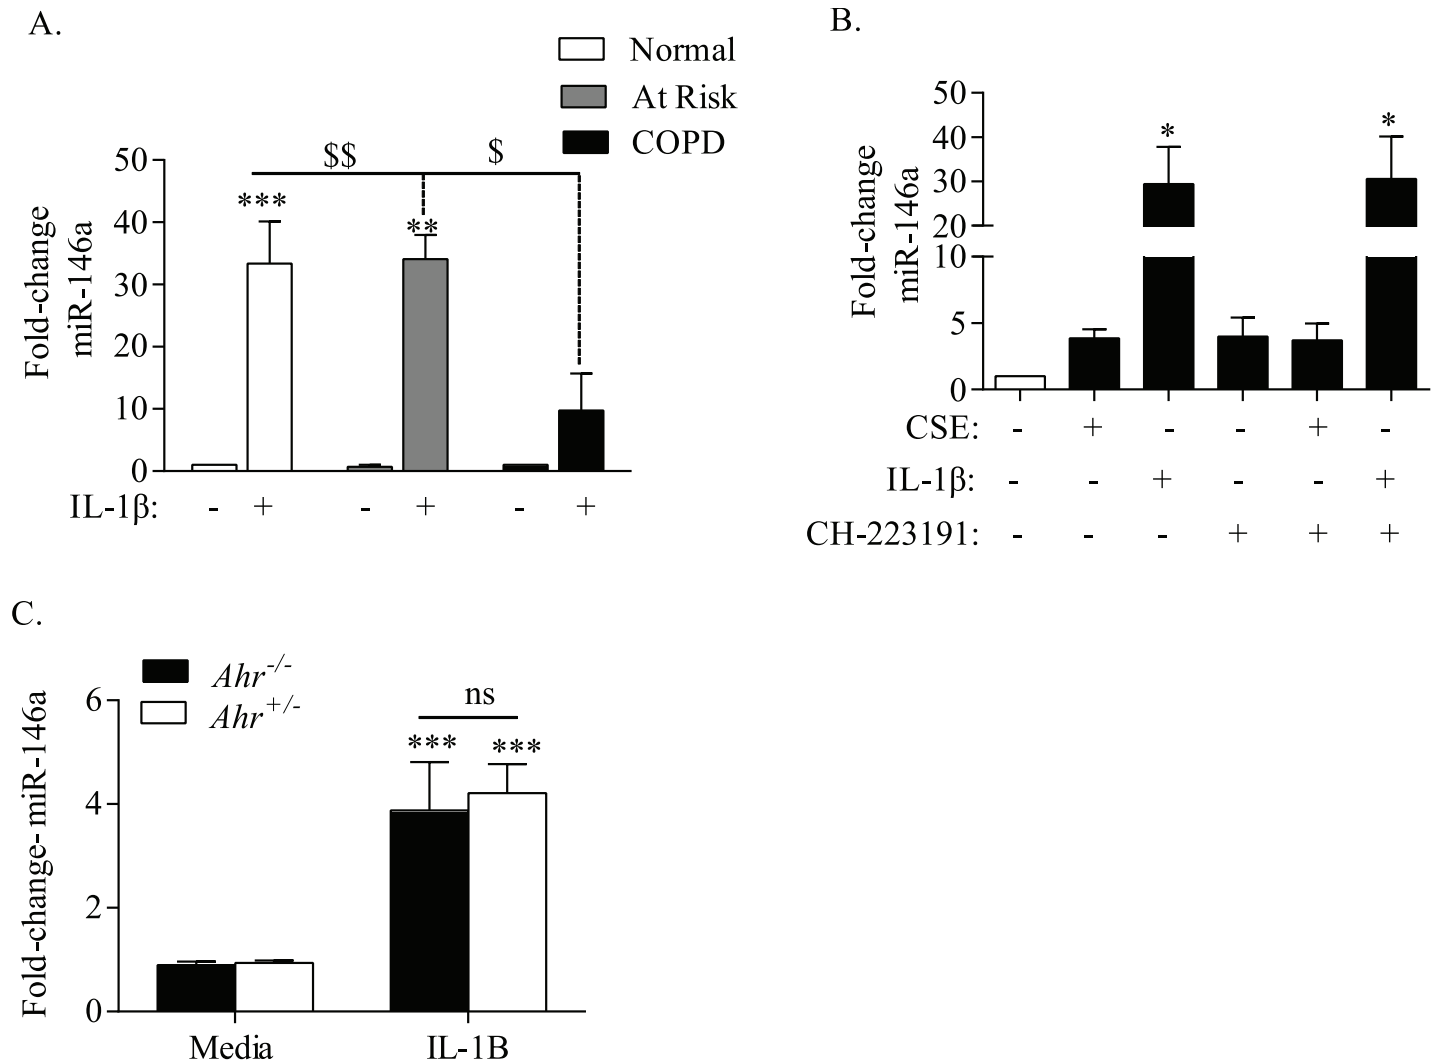 A.
Normal
At Risk
COPD
Fold-change
miR-146a
50
40
30
20
10
0
$$
$
***
**
IL-1β: - + - + - +
B.
Fold-change
miR-146a
50
40
30
20
10
5
0
*
*
CSE: - + - - + -
IL-1β: - - + - - +
CH-223191: - - - + + +
C.
Ahr-/-
Ahr+/-
Fold-change- miR-146a
6
4
2
0
ns
*** ***
Media IL-1B